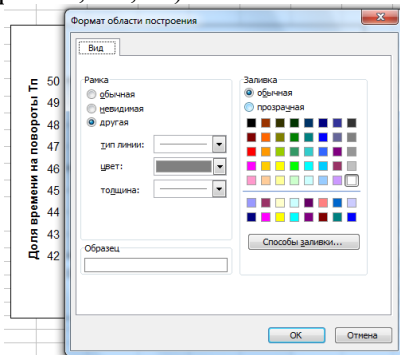 Формат области построения
Вид
Рамка
обычная
невидимая
другая
тип линии:
цвет:
толщина:
Образец
Заливка
обычная
прозрачная
Способы заливки...
OK
Отмена
Доля времени на повороты Тп
50
49
48
47
46
45
44
43
42